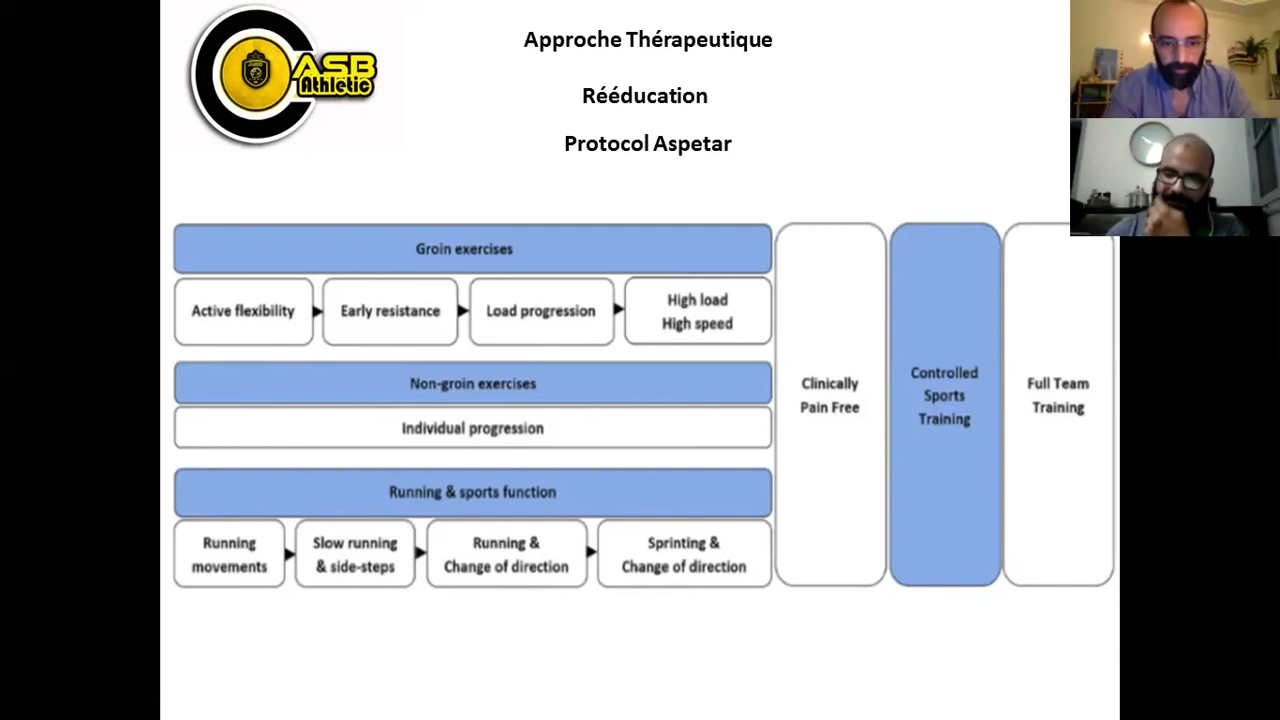 ASB
Athletic
Approche Thérapeutique
Rééducation
Protocol Aspetar
Groin exercises
Active flexibility
Early resistance
Load progression
High load
High speed
Non-groin exercises
Individual progression
Running & sports function
Running
movements
Slow running
& side-steps
Running &
Change of direction
Sprinting &
Change of direction
Clinically
Pain Free
Controlled
Sports
Training
Full Team
Training